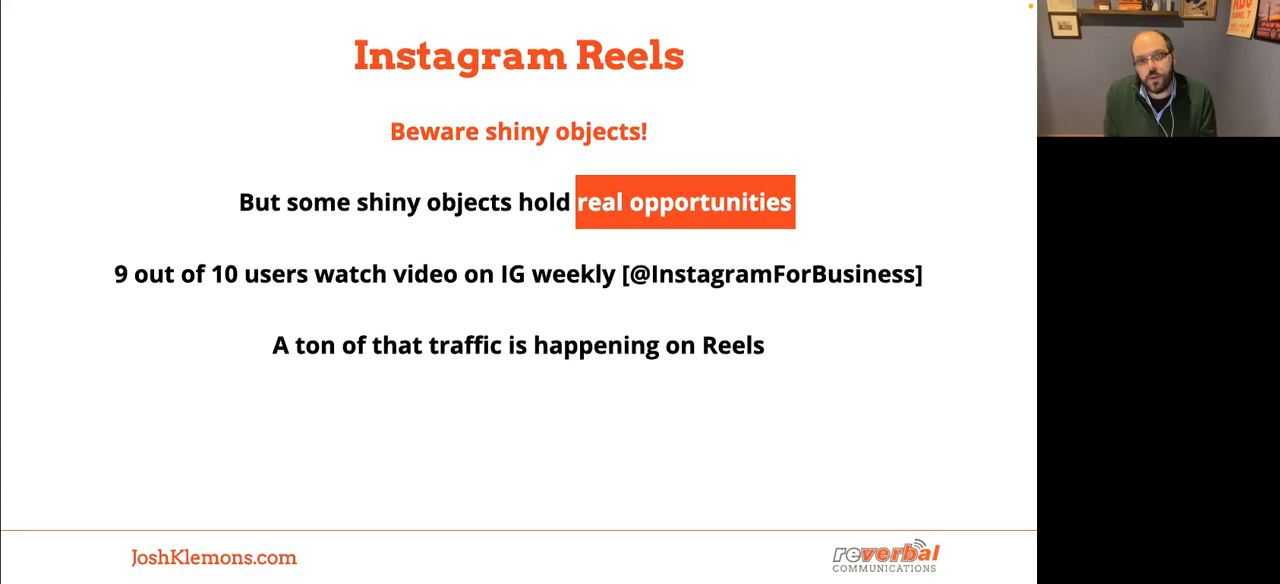 Instagram Reels
Beware shiny objects!
But some shiny objects hold real opportunities
9 out of 10 users watch video on IG weekly [@InstagramForBusiness]
A ton of that traffic is happening on Reels
JoshKlemons.com
reverbal
COMMUNICATIONS